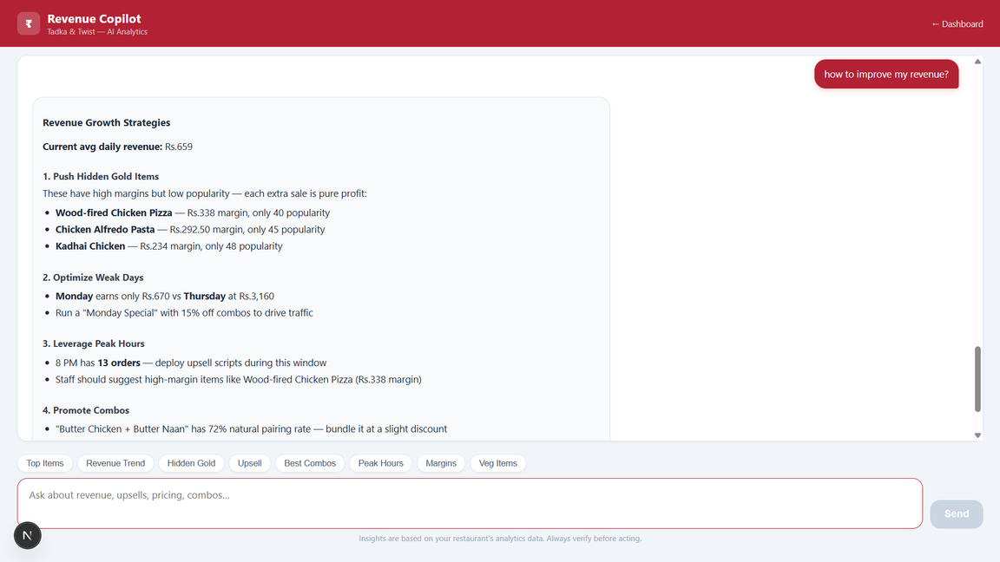 ₹
Revenue Copilot
Tadka & Twist — AI Analytics
← Dashboard
how to improve my revenue?
Revenue Growth Strategies
Current avg daily revenue: Rs.659
1. Push Hidden Gold Items
These have high margins but low popularity — each extra sale is pure profit:
• Wood-fired Chicken Pizza — Rs.338 margin, only 40 popularity
• Chicken Alfredo Pasta — Rs.292.50 margin, only 45 popularity
• Kadhai Chicken — Rs.234 margin, only 48 popularity
2. Optimize Weak Days
• Monday earns only Rs.670 vs Thursday at Rs.3,160
• Run a "Monday Special" with 15% off combos to drive traffic
3. Leverage Peak Hours
• 8 PM has 13 orders — deploy upsell scripts during this window
• Staff should suggest high-margin items like Wood-fired Chicken Pizza (Rs.338 margin)
4. Promote Combos
• "Butter Chicken + Butter Naan" has 72% natural pairing rate — bundle it at a slight discount
Top Items Revenue Trend Hidden Gold Upsell Best Combos Peak Hours Margins Veg Items
Ask about revenue, upsells, pricing, combos...
Send
N
Insights are based on your restaurant's analytics data. Always verify before acting.